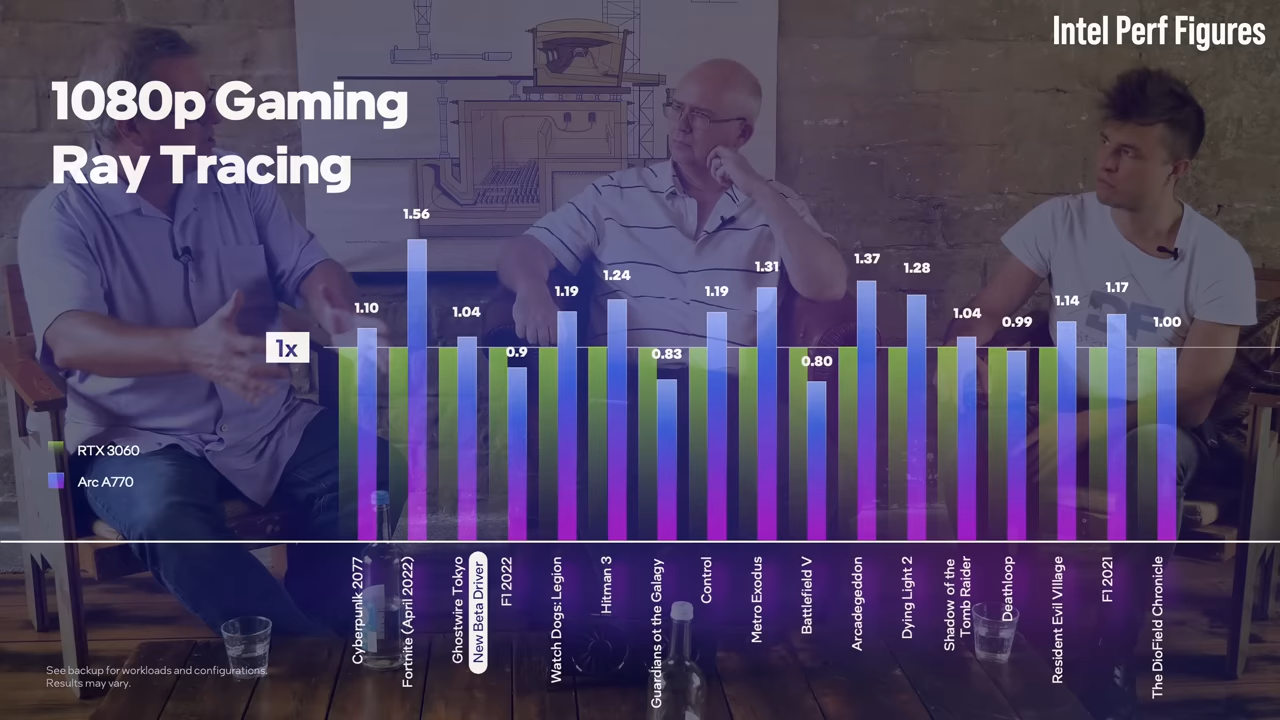 Intel Perf Figures
1080p Gaming
Ray Tracing
1.10
1.56
1.04
0.9
1.19
1.24
0.83
1.19
1.31
0.80
1.37
1.28
1.04
0.99
1.14
1.17
1.00
1x
RTX 3060
Arc A770
Cyberpunlk 2077
Fortnite (April 2022)
Ghostwire Tokyo
New Beta Driver
F1 2022
Watch Dogs: Legion
Hitman 3
Guardians ot the Galagy
Control
Metro Exodus
Battlefield V
Arcadegeddon
Dying Light 2
Shadow of the
Tomb Raider
Deathloop
Resident Evil VIllage
F1 2021
The DioField Chronicle
See backup for workloads and configurations.
Results may vary.